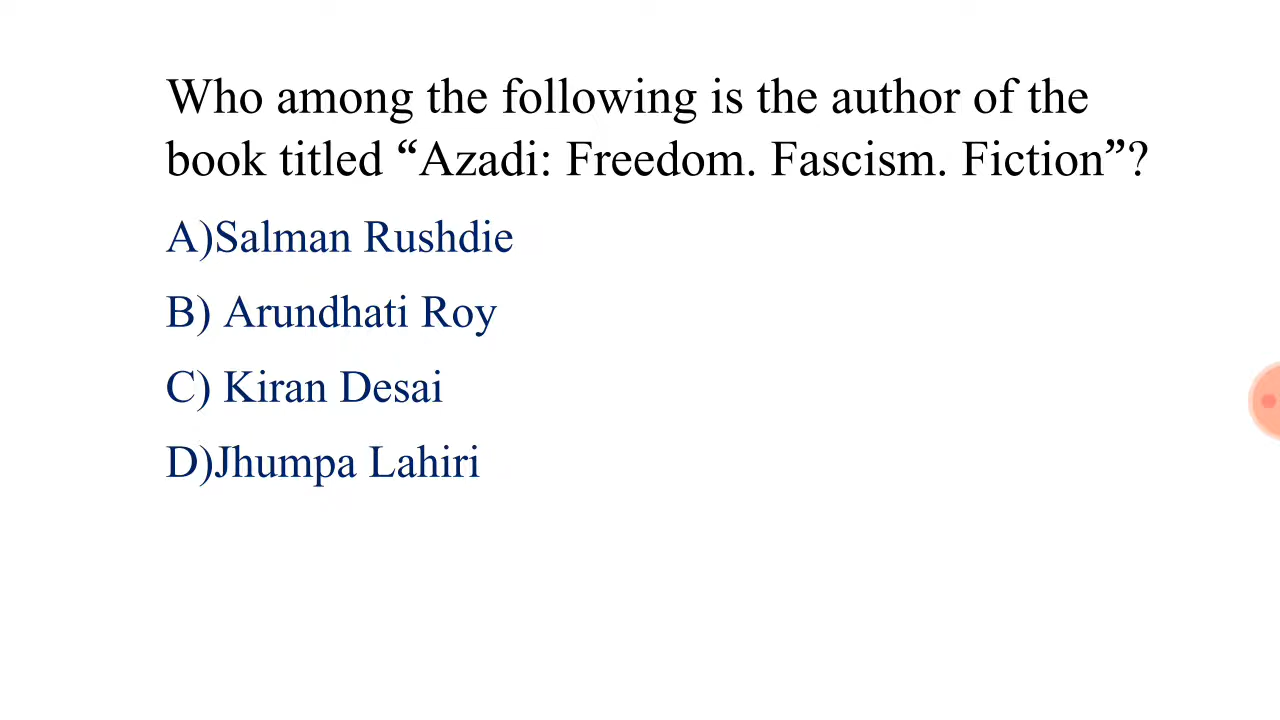 Who among the following is the author of the
book titled “Azadi: Freedom. Fascism. Fiction”?
A)Salman Rushdie
B) Arundhati Roy
C) Kiran Desai
D)Jhumpa Lahiri